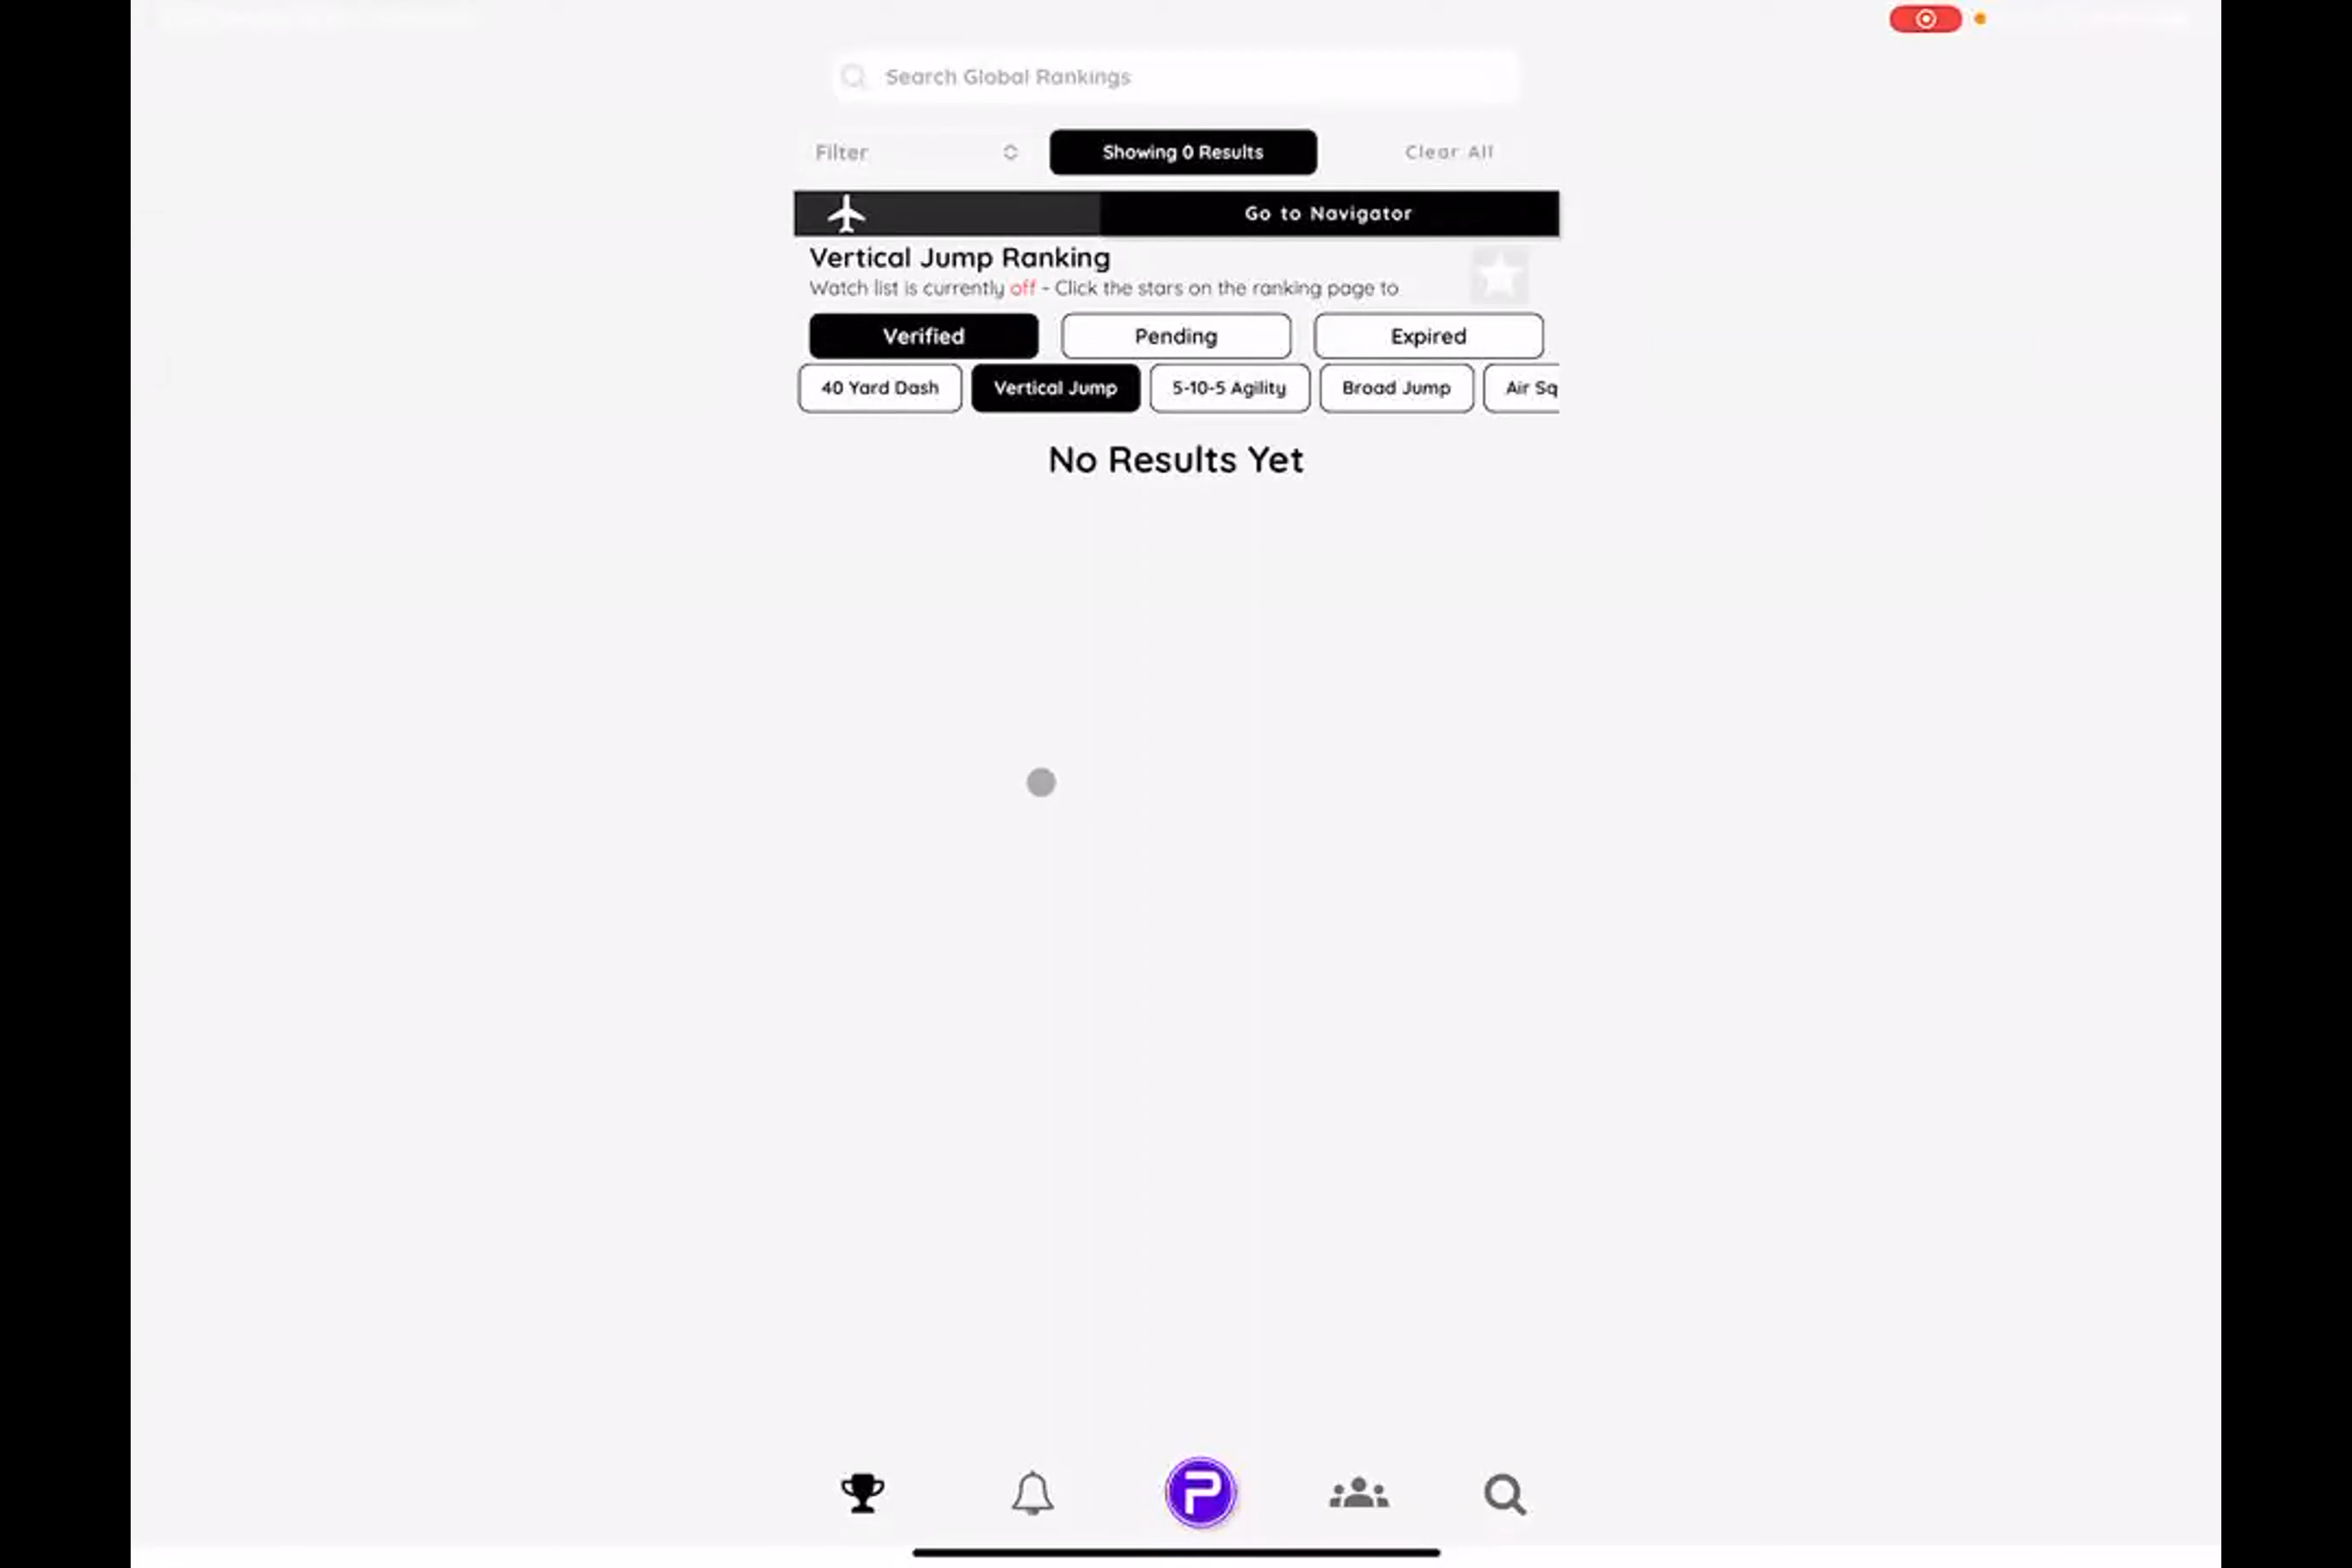 Search Global Rankings
Filter Showing 0 Results Clear All
Go to Navigator
Vertical Jump Ranking
Watch list is currently off - Click the stars on the ranking page to
Verified Pending Expired
40 Yard Dash Vertical Jump 5-10-5 Agility Broad Jump Air Sq
No Results Yet
P